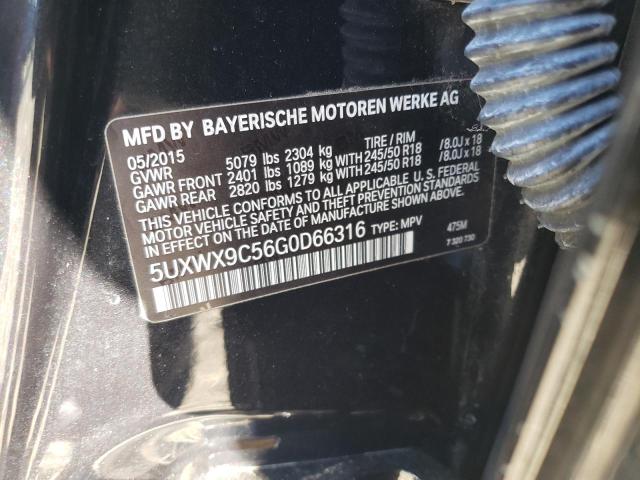 MFD BY BAYERISCHE MOTOREN WERKE AG
05/2015 TIRE / RIM
GVWR 5079 lbs 2304 kg
GAWR FRONT 2401 lbs 1089 kg WITH 245/50 R18 /8.0J x 18
GAWR REAR 2820 lbs 1279 kg WITH 245/50 R18 /8.0J x 18
THIS VEHICLE CONFORMS TO ALL APPLICABLE U.S. FEDERAL
MOTOR VEHICLE SAFETY, BUMPER, AND THEFT PREVENTION
STANDARDS IN EFFECT ON THE DATE OF MANUFACTURE SHOWN ABOVE.
5UXWX9C56G0D66316 TYPE: MPV 475M
7 320 730